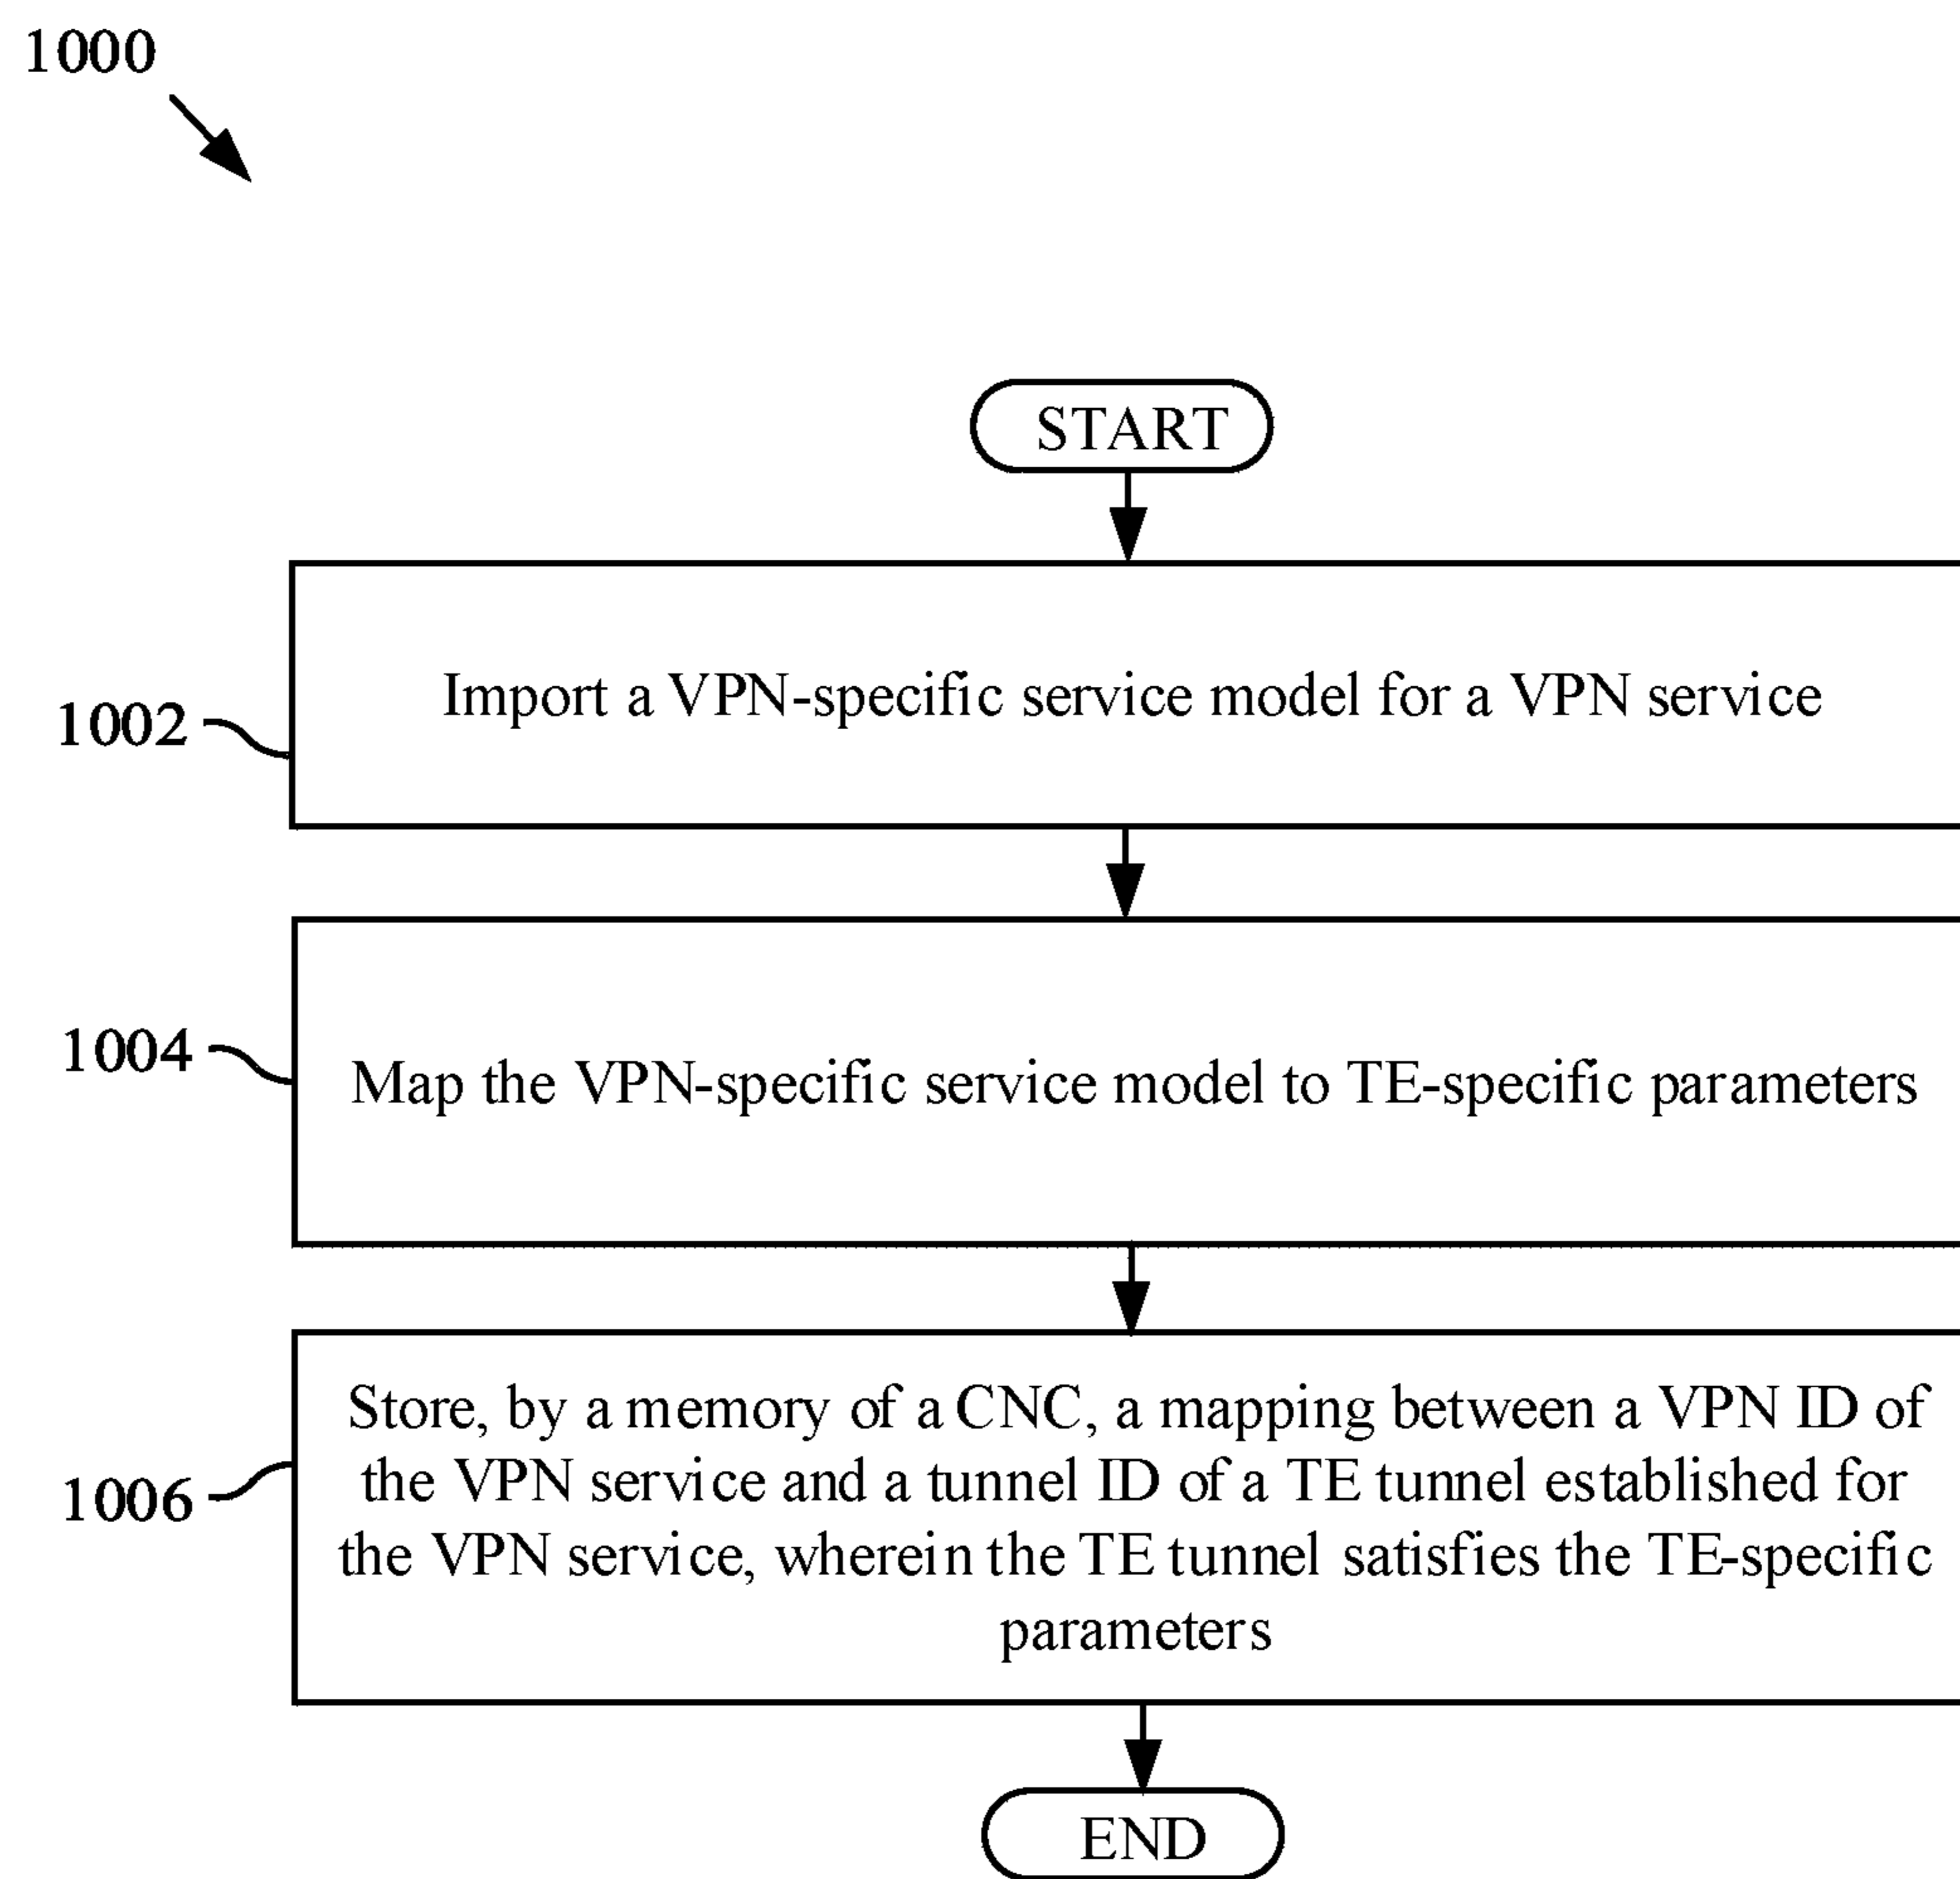 1000
START
Import a VPN-specific service model for a VPN service
1002
1004
Map the VPN-specific service model to TE-specific parameters
Store, by a memory of a CNC, a mapping between a VPN ID of
the VPN service and a tunnel ID of a TE tunnel established for
1006
the VPN service, wherein the TE tunnel satisfies the TE-specific
parameters
END